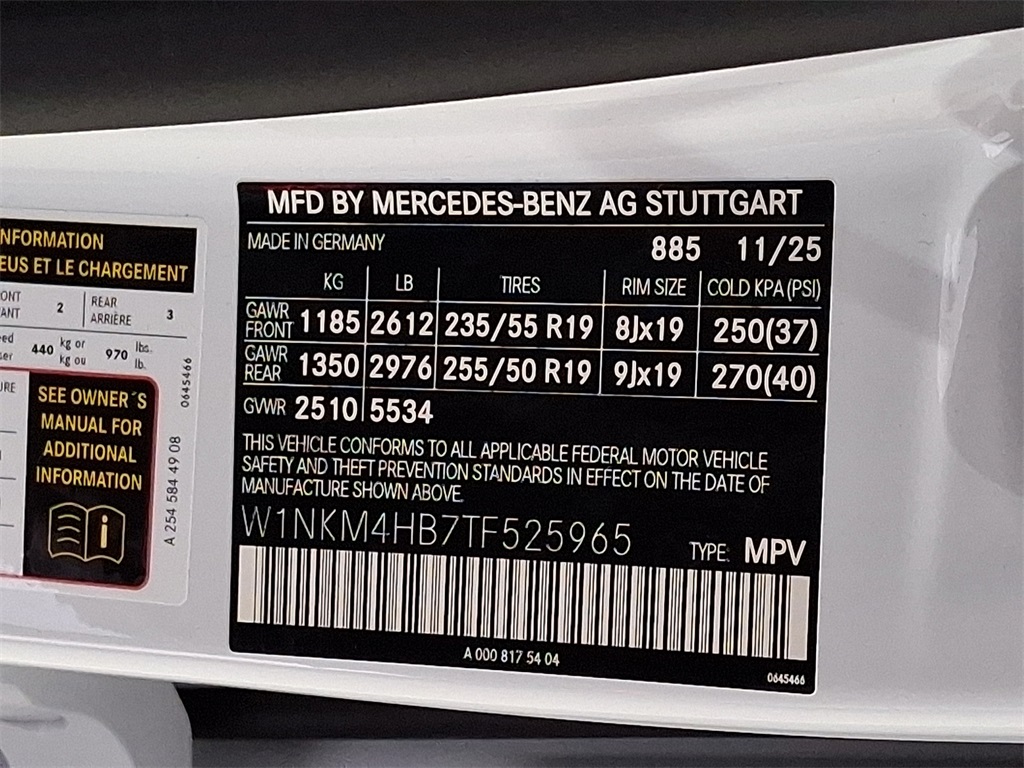 NFORMATION
EUS ET LE CHARGEMENT
2
REAR
ARRIÈRE
3
440
kg or
kg ou
970
lbs.
lb.
0645466
SEE OWNER´S
MANUAL FOR
ADDITIONAL
INFORMATION
i
A 254 584 49 08
MFD BY MERCEDES-BENZ AG STUTTGART
MADE IN GERMANY 885 11/25
KG LB TIRES RIM SIZE COLD KPA (PSI)
GAWR FRONT 1185 2612 235/55 R19 8Jx19 250(37)
GAWR REAR 1350 2976 255/50 R19 9Jx19 270(40)
GVWR 2510 5534
THIS VEHICLE CONFORMS TO ALL APPLICABLE FEDERAL MOTOR VEHICLE
SAFETY AND THEFT PREVENTION STANDARDS IN EFFECT ON THE DATE OF
MANUFACTURE SHOWN ABOVE.
W1NKM4HB7TF525965 TYPE: MPV
A 000 817 54 04
0645466